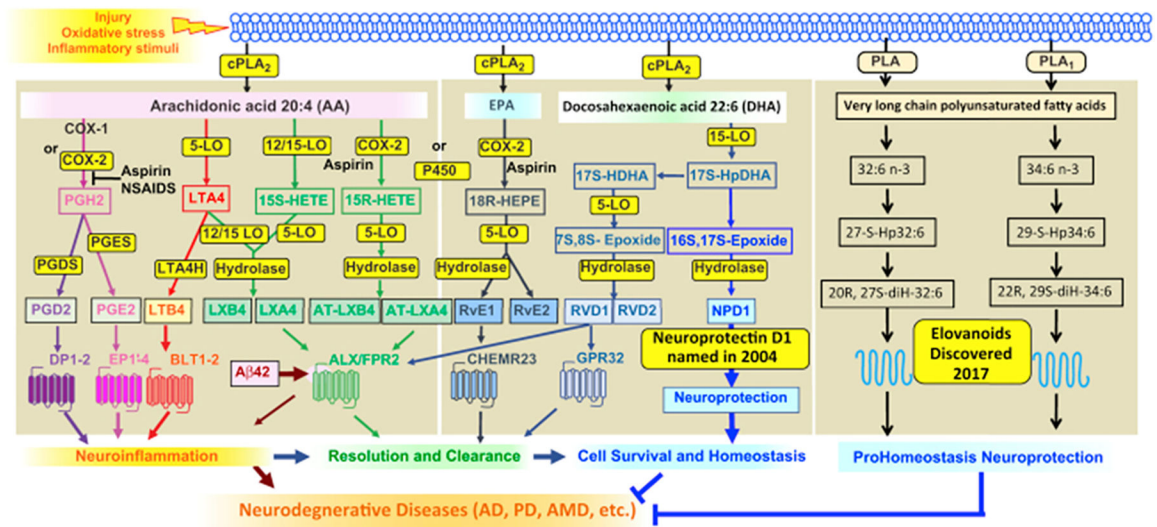 Injury
Oxidative stress
Inflammatory stimuli
cPLA2
cPLA2
cPLA2
PLA
PLA1
Arachidonic acid 20:4 (AA)
EPA
Docosahexaenoic acid 22:6 (DHA)
Very long chain polyunsaturated fatty acids
COX-1
or
COX-2
Aspirin
NSAIDS
5-LO
12/15-LO
Aspirin
COX-2
or
P450
COX-2
Aspirin
15-LO
PGH2
LTA4
15S-HETE
15R-HETE
18R-HEPE
17S-HDHA
17S-HpDHA
32:6 n-3
34:6 n-3
PGES
PGDS
12/15 LO
5-LO
5-LO
5-LO
5-LO
7S,8S- Epoxide
16S,17S-Epoxide
27-S-Hp32:6
29-S-Hp34:6
LTA4H
Hydrolase
Hydrolase
Hydrolase
Hydrolase
Hydrolase
20R, 27S-diH-32:6
22R, 29S-diH-34:6
PGD2
PGE2
LTB4
LXB4
LXA4
AT-LXB4
AT-LXA4
RvE1
RvE2
RVD1
RVD2
NPD1
DP1-2
EP1-4
BLT1-2
Aβ42
ALX/FPR2
CHEMR23
GPR32
Neuroprotectin D1
named in 2004
Elovanoids
Discovered
2017
Neuroprotection
Neuroinflammation
Resolution and Clearance
Cell Survival and Homeostasis
ProHomeostasis Neuroprotection
Neurodegnerative Diseases (AD, PD, AMD, etc.)